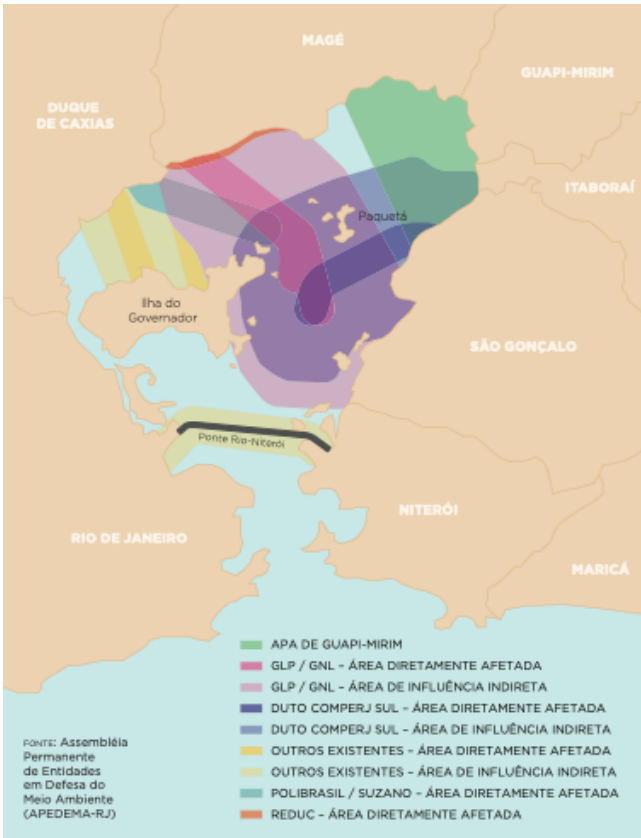 MAGÉ
GUAPI-MIRIM
DUQUE
DE CAXIAS
ITABORAÍ
Paquetá
Ilha do
Governador
SÃO GONÇALO
Ponte Rio-Niterói
NITERÓI
RIO DE JANEIRO
MARICÁ
APA DE GUAPI-MIRIM
GLP / GNL – ÁREA DIRETAMENTE AFETADA
GLP / GNL – ÁREA DE INFLUÊNCIA INDIRETA
DUTO COMPERJ SUL – ÁREA DIRETAMENTE AFETADA
DUTO COMPERJ SUL – ÁREA DE INFLUÊNCIA INDIRETA
OUTROS EXISTENTES – ÁREA DIRETAMENTE AFETADA
OUTROS EXISTENTES – ÁREA DE INFLUÊNCIA INDIRETA
POLIBRASIL / SUZANO – ÁREA DIRETAMENTE AFETADA
REDUC – ÁREA DIRETAMENTE AFETADA
FONTE: Assembléia
Permanente
de Entidades
em Defesa do
Meio Ambiente
(APEDEMA-RJ)